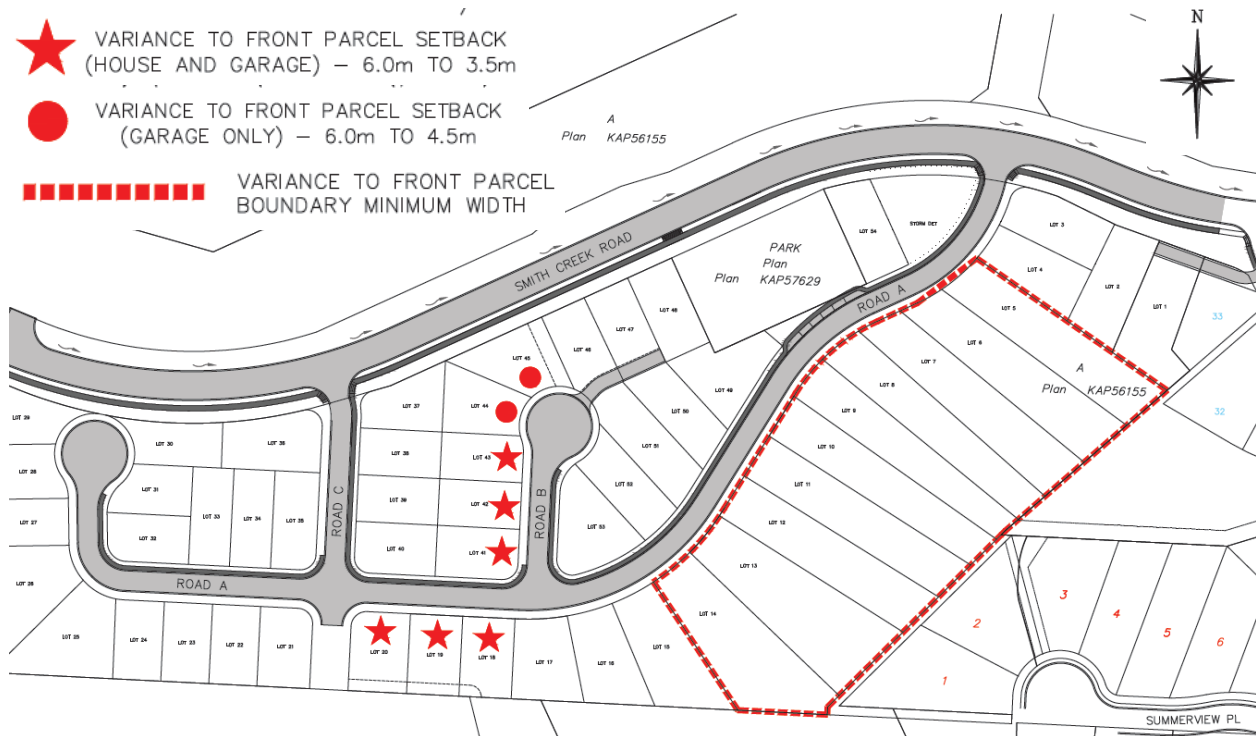 VARIANCE TO FRONT PARCEL SETBACK
(HOUSE AND GARAGE) – 6.0m TO 3.5m
VARIANCE TO FRONT PARCEL SETBACK
(GARAGE ONLY) – 6.0m TO 4.5m
VARIANCE TO FRONT PARCEL
BOUNDARY MINIMUM WIDTH
N
A
Plan KAP56155
SMITH CREEK ROAD
PARK
Plan
Plan KAP57629
LOT 54
STORM DET
LOT 3
LOT 4
LOT 2
LOT 1
33
32
ROAD A
LOT 5
LOT 6
LOT 7
LOT 8
LOT 9
LOT 10
LOT 11
LOT 12
LOT 13
LOT 14
A
Plan KAP56155
LOT 48
LOT 47
LOT 46
LOT 45
LOT 44
LOT 43
LOT 42
LOT 41
LOT 37
LOT 38
LOT 39
LOT 40
LOT 49
LOT 50
LOT 51
LOT 52
LOT 53
ROAD B
ROAD C
LOT 29
LOT 28
LOT 27
LOT 26
LOT 30
LOT 36
LOT 31
LOT 32
LOT 33
LOT 34
LOT 35
ROAD A
LOT 25
LOT 24
LOT 23
LOT 22
LOT 21
LOT 20
LOT 19
LOT 18
LOT 17
LOT 16
LOT 15
1
2
3
4
5
6
SUMMERVIEW PL